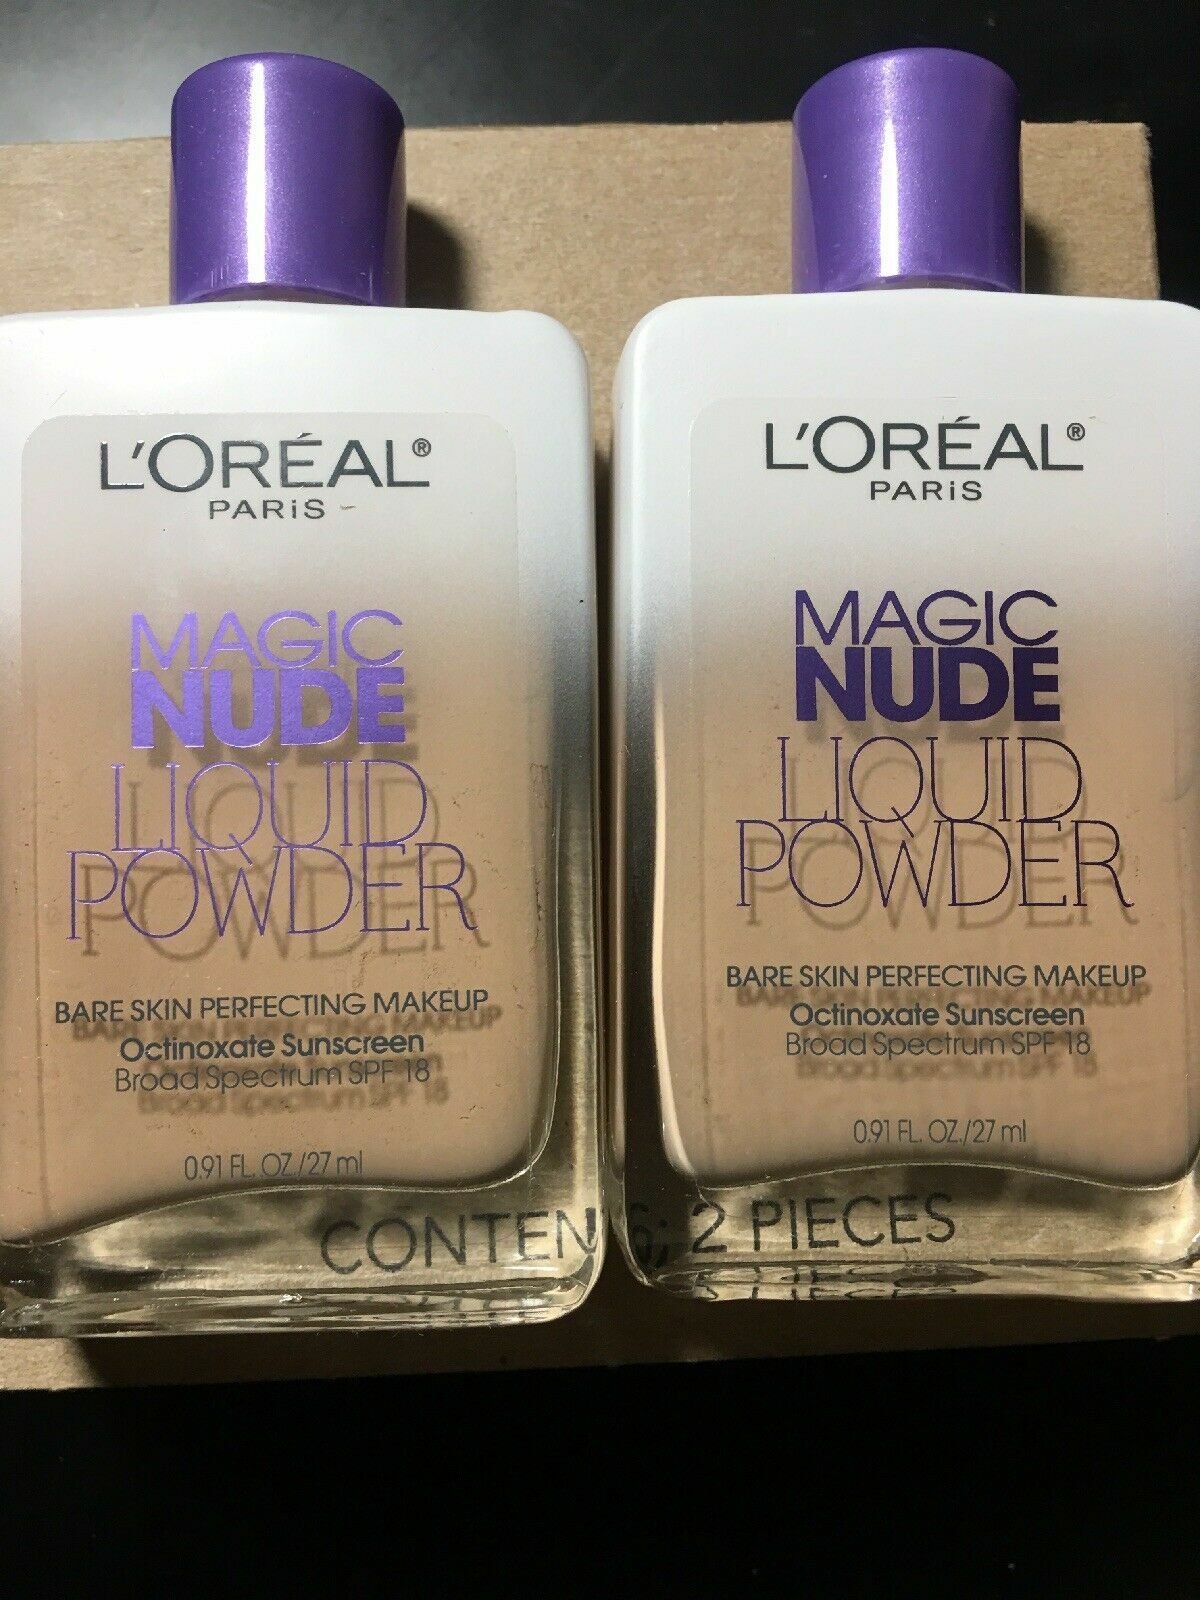 L'ORÉAL®
PARiS
MAGIC
NUDE
LIQUID
POWDER
BARE SKIN PERFECTING MAKEUP
Octinoxate Sunscreen
Broad Spectrum SPF 18
0.91 FL. OZ./27 ml
L'ORÉAL®
PARiS
MAGIC
NUDE
LIQUID
POWDER
BARE SKIN PERFECTING MAKEUP
Octinoxate Sunscreen
Broad Spectrum SPF 18
0.91 FL. OZ./27 ml
2 PIECES